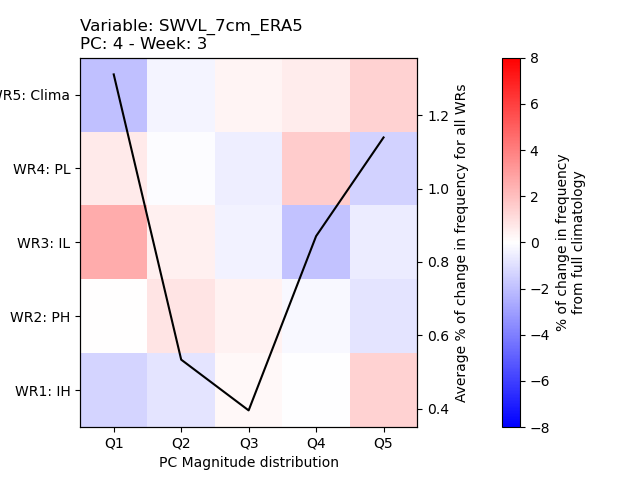 Variable: SWVL_7cm_ERA5
PC: 4 - Week: 3
WR5: Clima
WR4: PL
WR3: IL
WR2: PH
WR1: IH
Q1 Q2 Q3 Q4 Q5
PC Magnitude distribution
1.2
1.0
0.8
0.6
0.4
Average % of change in frequency for all WRs
8
6
4
2
0
−2
−4
−6
−8
% of change in frequency
from full climatology